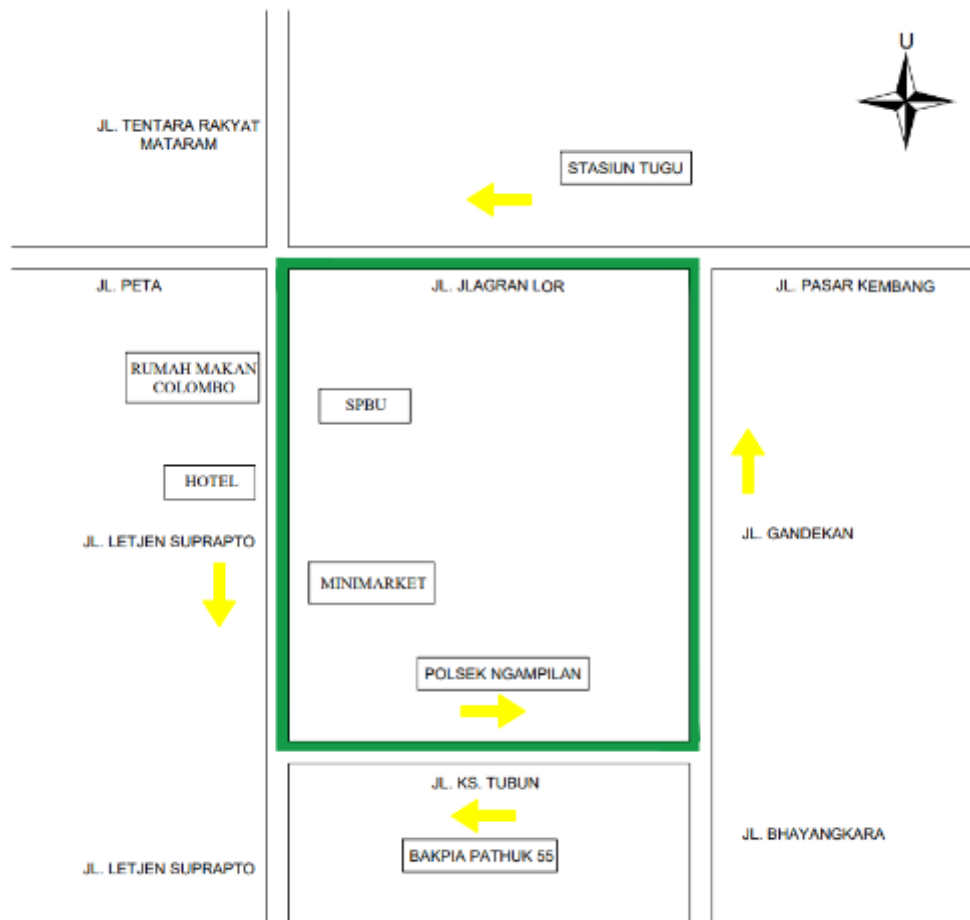 U
JL. TENTARA RAKYAT
MATARAM
STASIUN TUGU
JL. PETA
JL. JLAGRAN LOR
JL. PASAR KEMBANG
RUMAH MAKAN
COLOMBO
SPBU
HOTEL
JL. LETJEN SUPRAPTO
JL. GANDEKAN
MINIMARKET
POLSEK NGAMPILAN
JL. KS. TUBUN
JL. BHAYANGKARA
BAKPIA PATHUK 55
JL. LETJEN SUPRAPTO